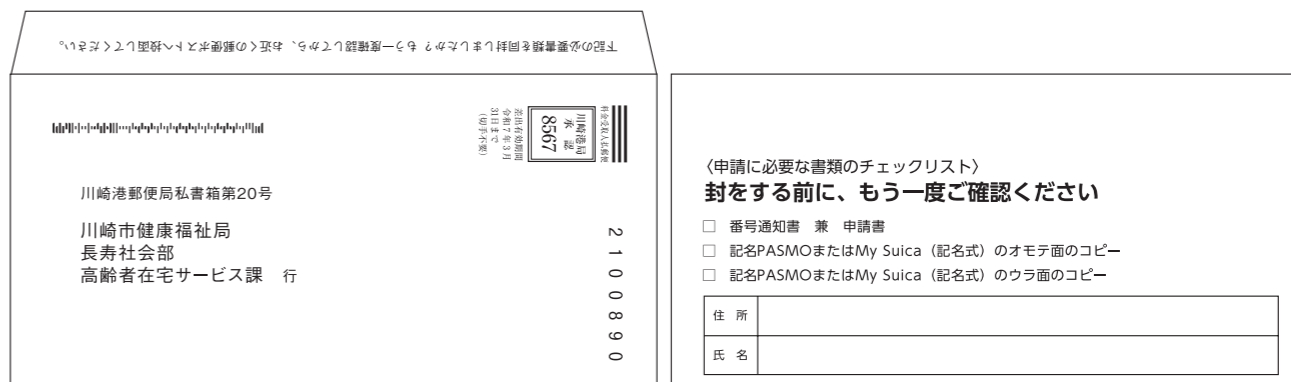 下記の必要書類を同封しましたか? もう一度確認してから、お近くの郵便ポストへ投函してください。
料金受取人払郵便
川崎港局
承認
8567
差出有効期間
令和7年3月
31日まで
(切手不要)
2100890
川崎港郵便局私書箱第20号
川崎市健康福祉局
長寿社会部
高齢者在宅サービス課 行
〈申請に必要な書類のチェックリスト〉
封をする前に、もう一度ご確認ください
□ 番号通知書 兼 申請書
□ 記名PASMOまたはMy Suica(記名式)のオモテ面のコピー
□ 記名PASMOまたはMy Suica(記名式)のウラ面のコピー
住 所
氏 名